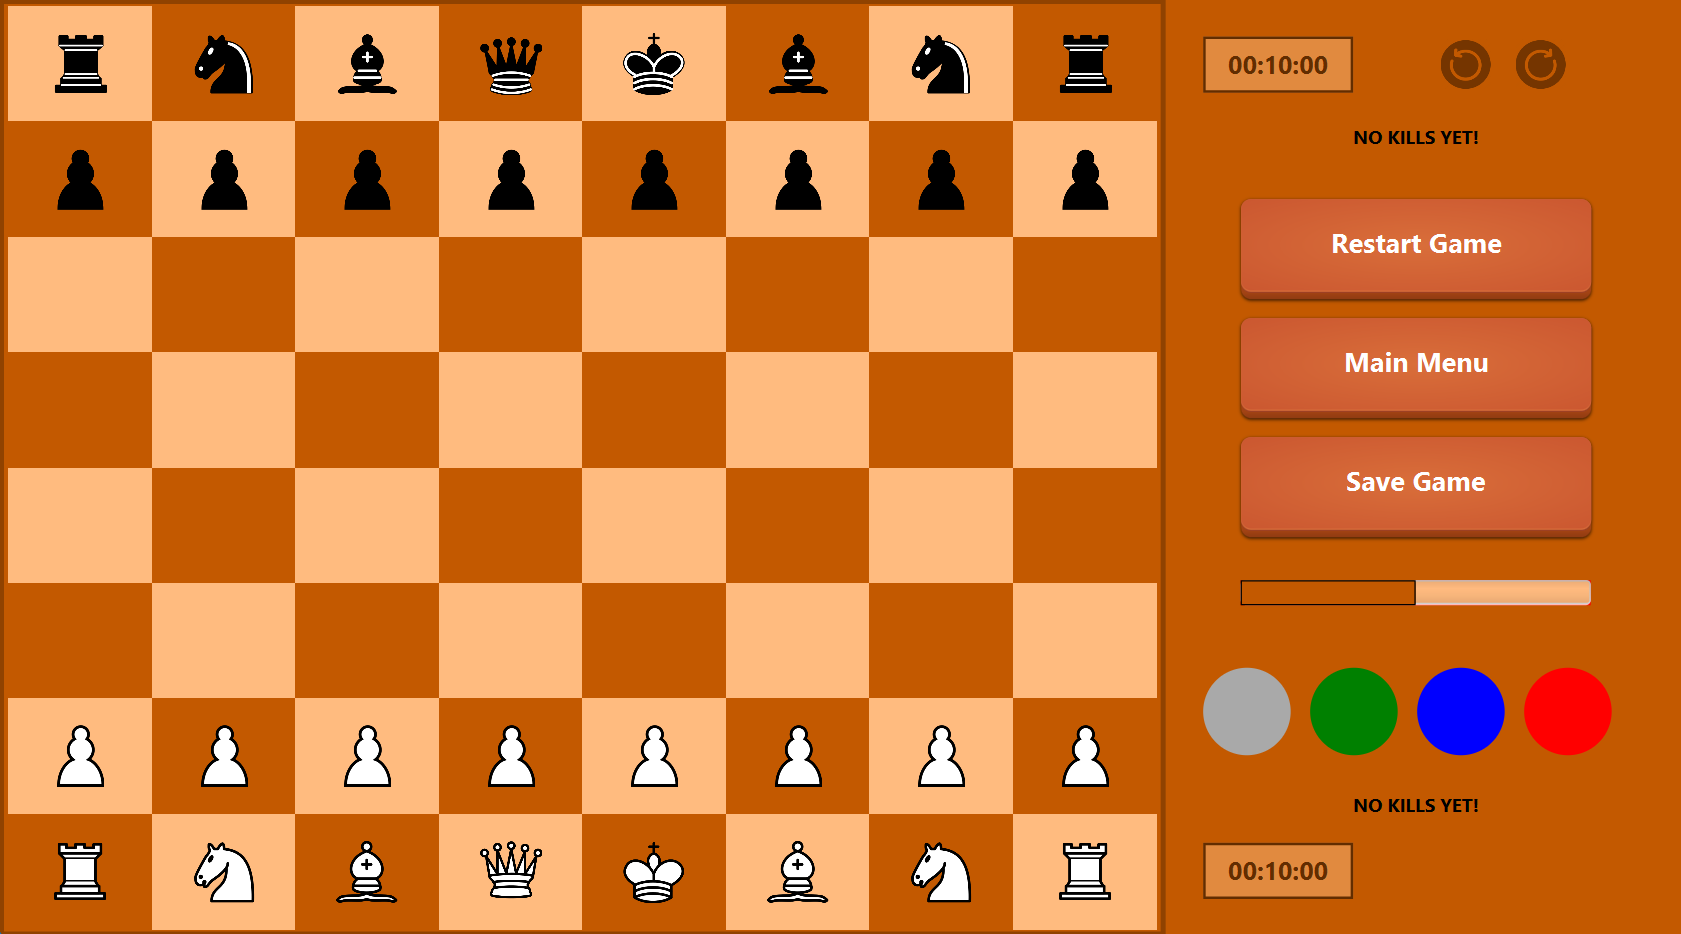 00:10:00
NO KILLS YET!
Restart Game
Main Menu
Save Game
NO KILLS YET!
00:10:00